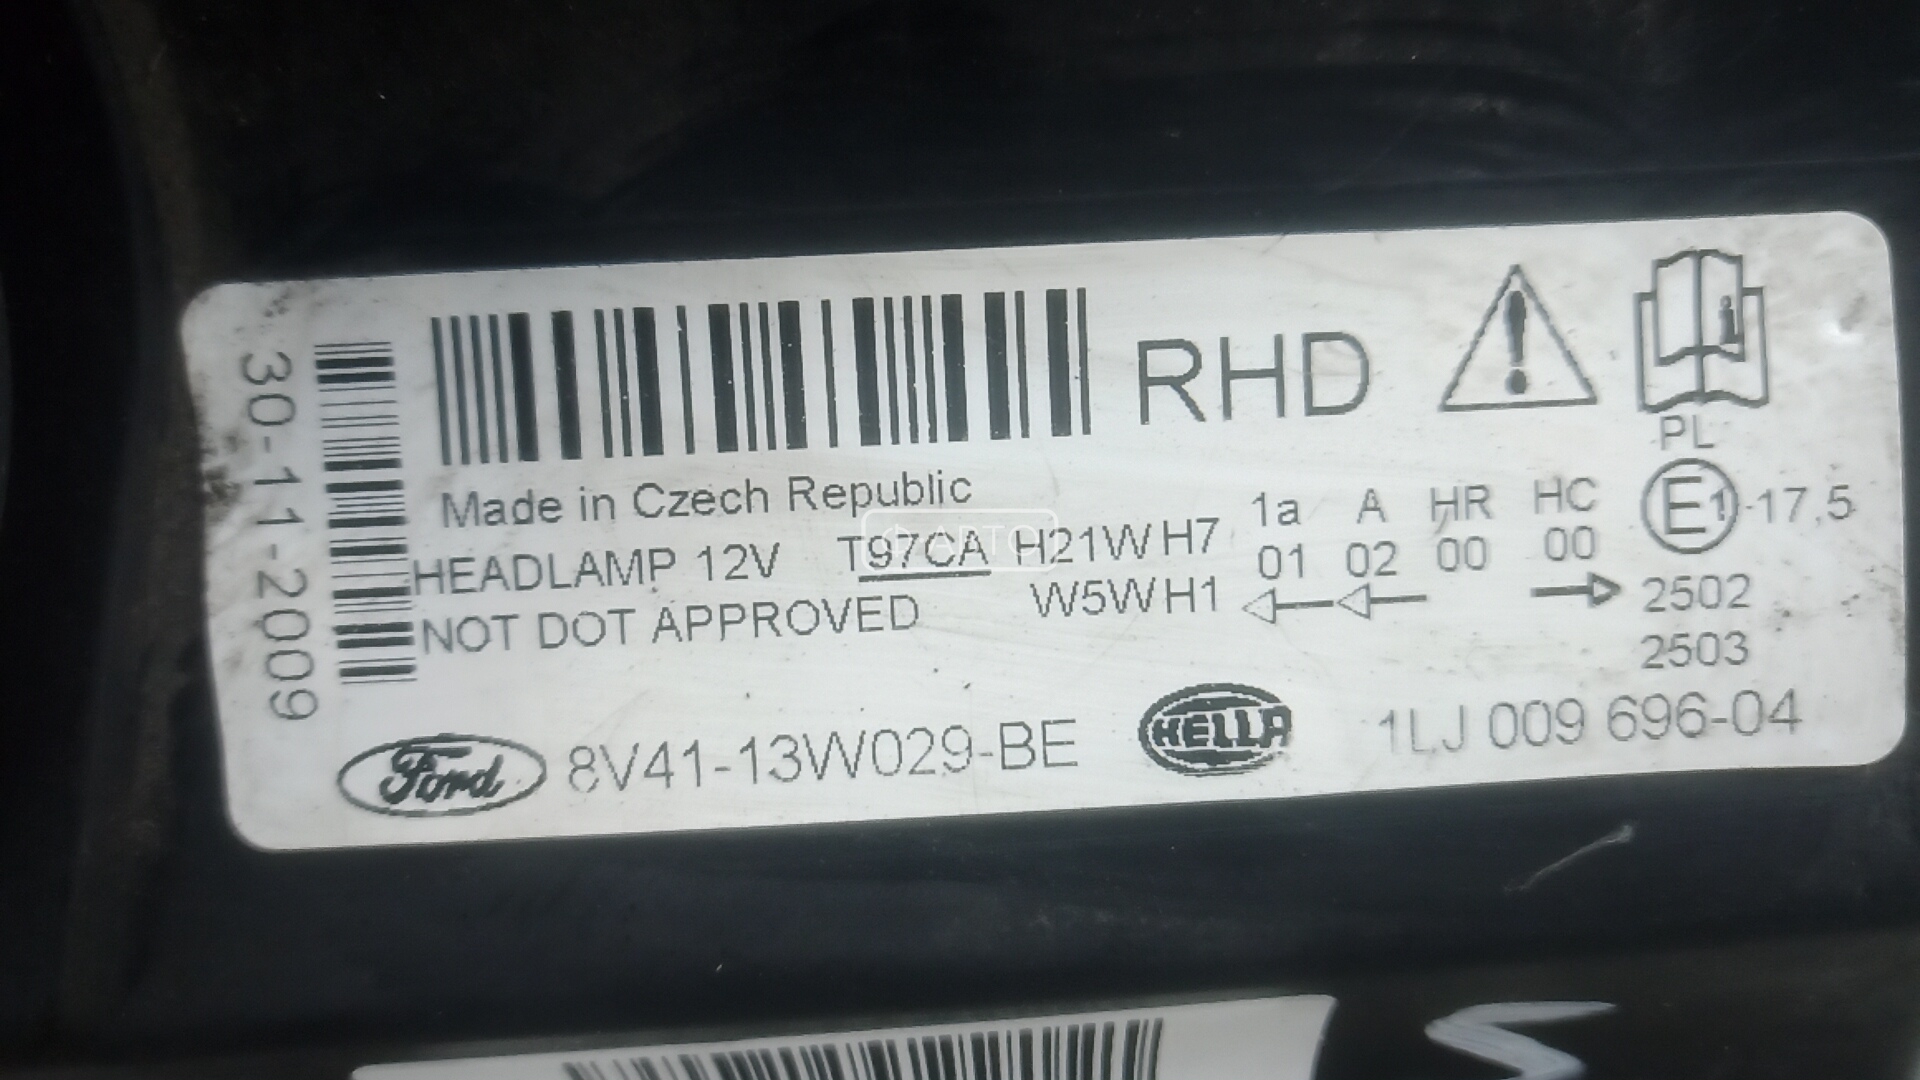 30-11-2009
RHD
PL
Made in Czech Republic
HEADLAMP 12V T97CA H21W H7
NOT DOT APPROVED W5W H1
1a A HR HC E1-17,5
01 02 00 00
2502
2503
Ford 8V41-13W029-BE HELLA 1LJ 009 696-04